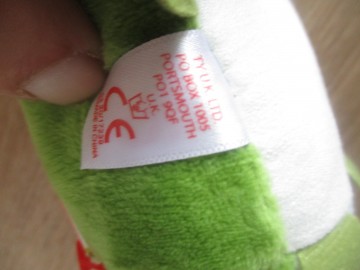 TY U.K. LTD.
PO BOX 1005
PORTSMOUTH
PO1 9QF
U.K.
CE